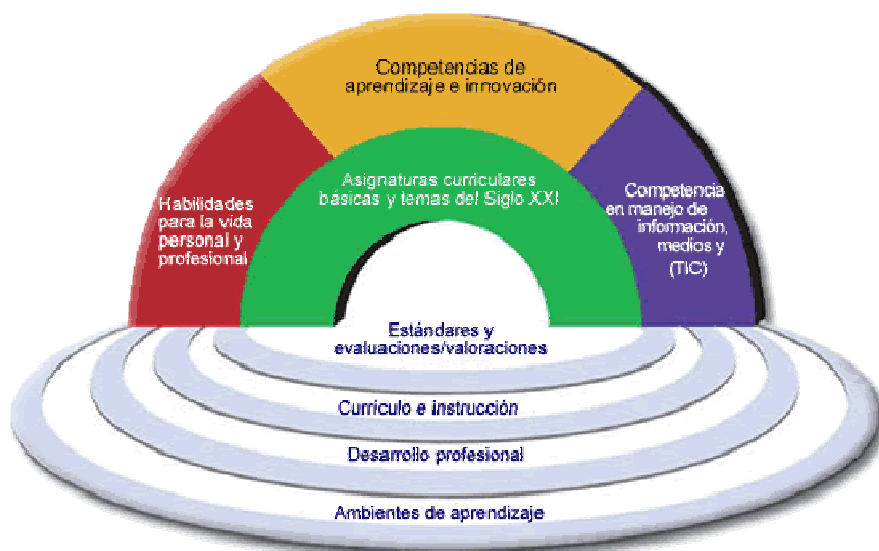 Competencias de
aprendizaje e innovación
Asignaturas curriculares
básicas y temas del Siglo XXI
Habilidades
para la vida
personal y
profesional
Competencia
en manejo de
información,
medios y
(TIC)
Estándares y
evaluaciones/valoraciones
Currículo e instrucción
Desarrollo profesional
Ambientes de aprendizaje